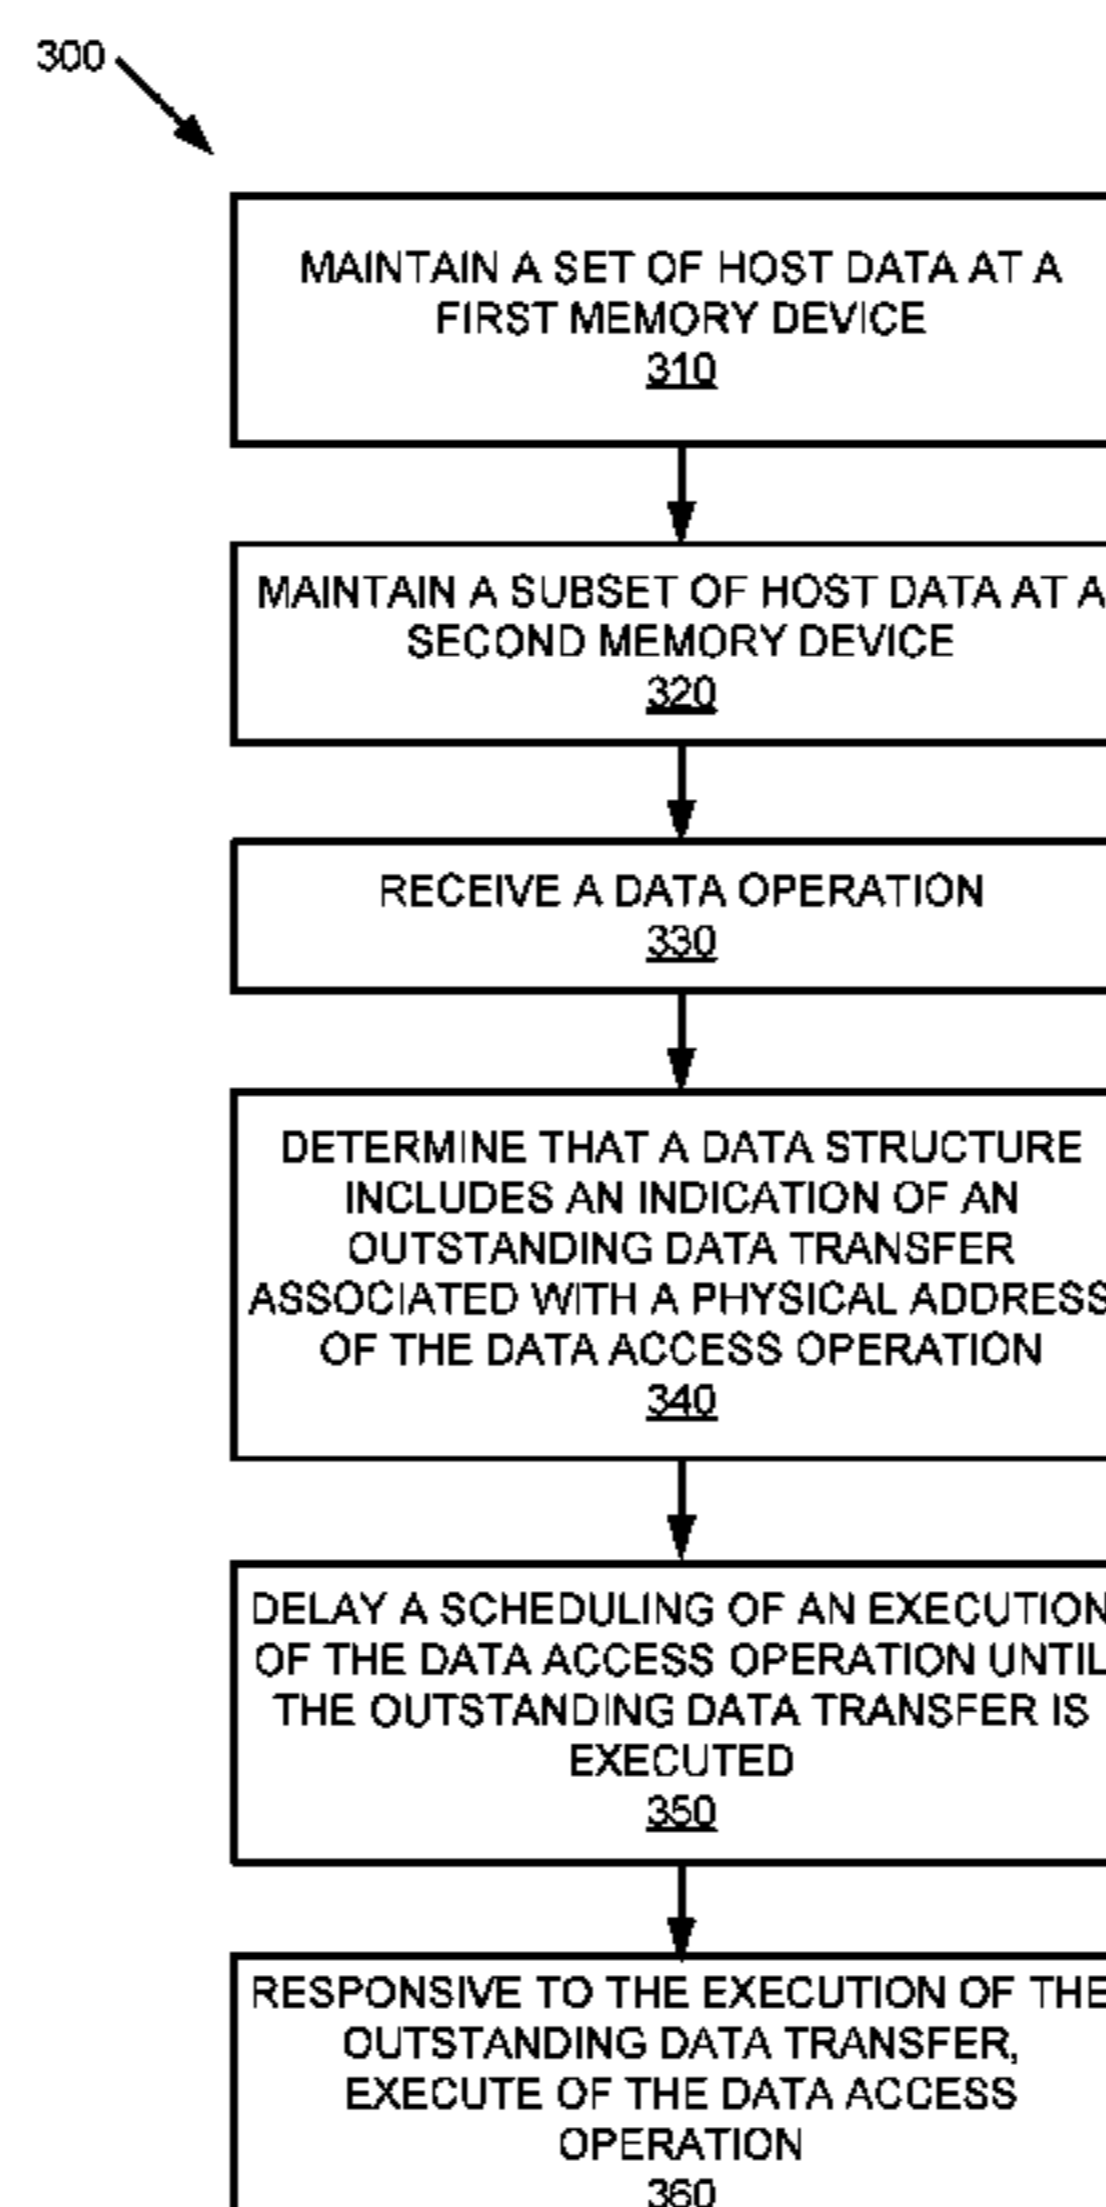 300
MAINTAIN A SET OF HOST DATA AT A
FIRST MEMORY DEVICE
310
MAINTAIN A SUBSET OF HOST DATA AT A
SECOND MEMORY DEVICE
320
RECEIVE A DATA OPERATION
330
DETERMINE THAT A DATA STRUCTURE
INCLUDES AN INDICATION OF AN
OUTSTANDING DATA TRANSFER
ASSOCIATED WITH A PHYSICAL ADDRESS
OF THE DATA ACCESS OPERATION
340
DELAY A SCHEDULING OF AN EXECUTION
OF THE DATA ACCESS OPERATION UNTIL
THE OUTSTANDING DATA TRANSFER IS
EXECUTED
350
RESPONSIVE TO THE EXECUTION OF THE
OUTSTANDING DATA TRANSFER,
EXECUTE OF THE DATA ACCESS
OPERATION
360